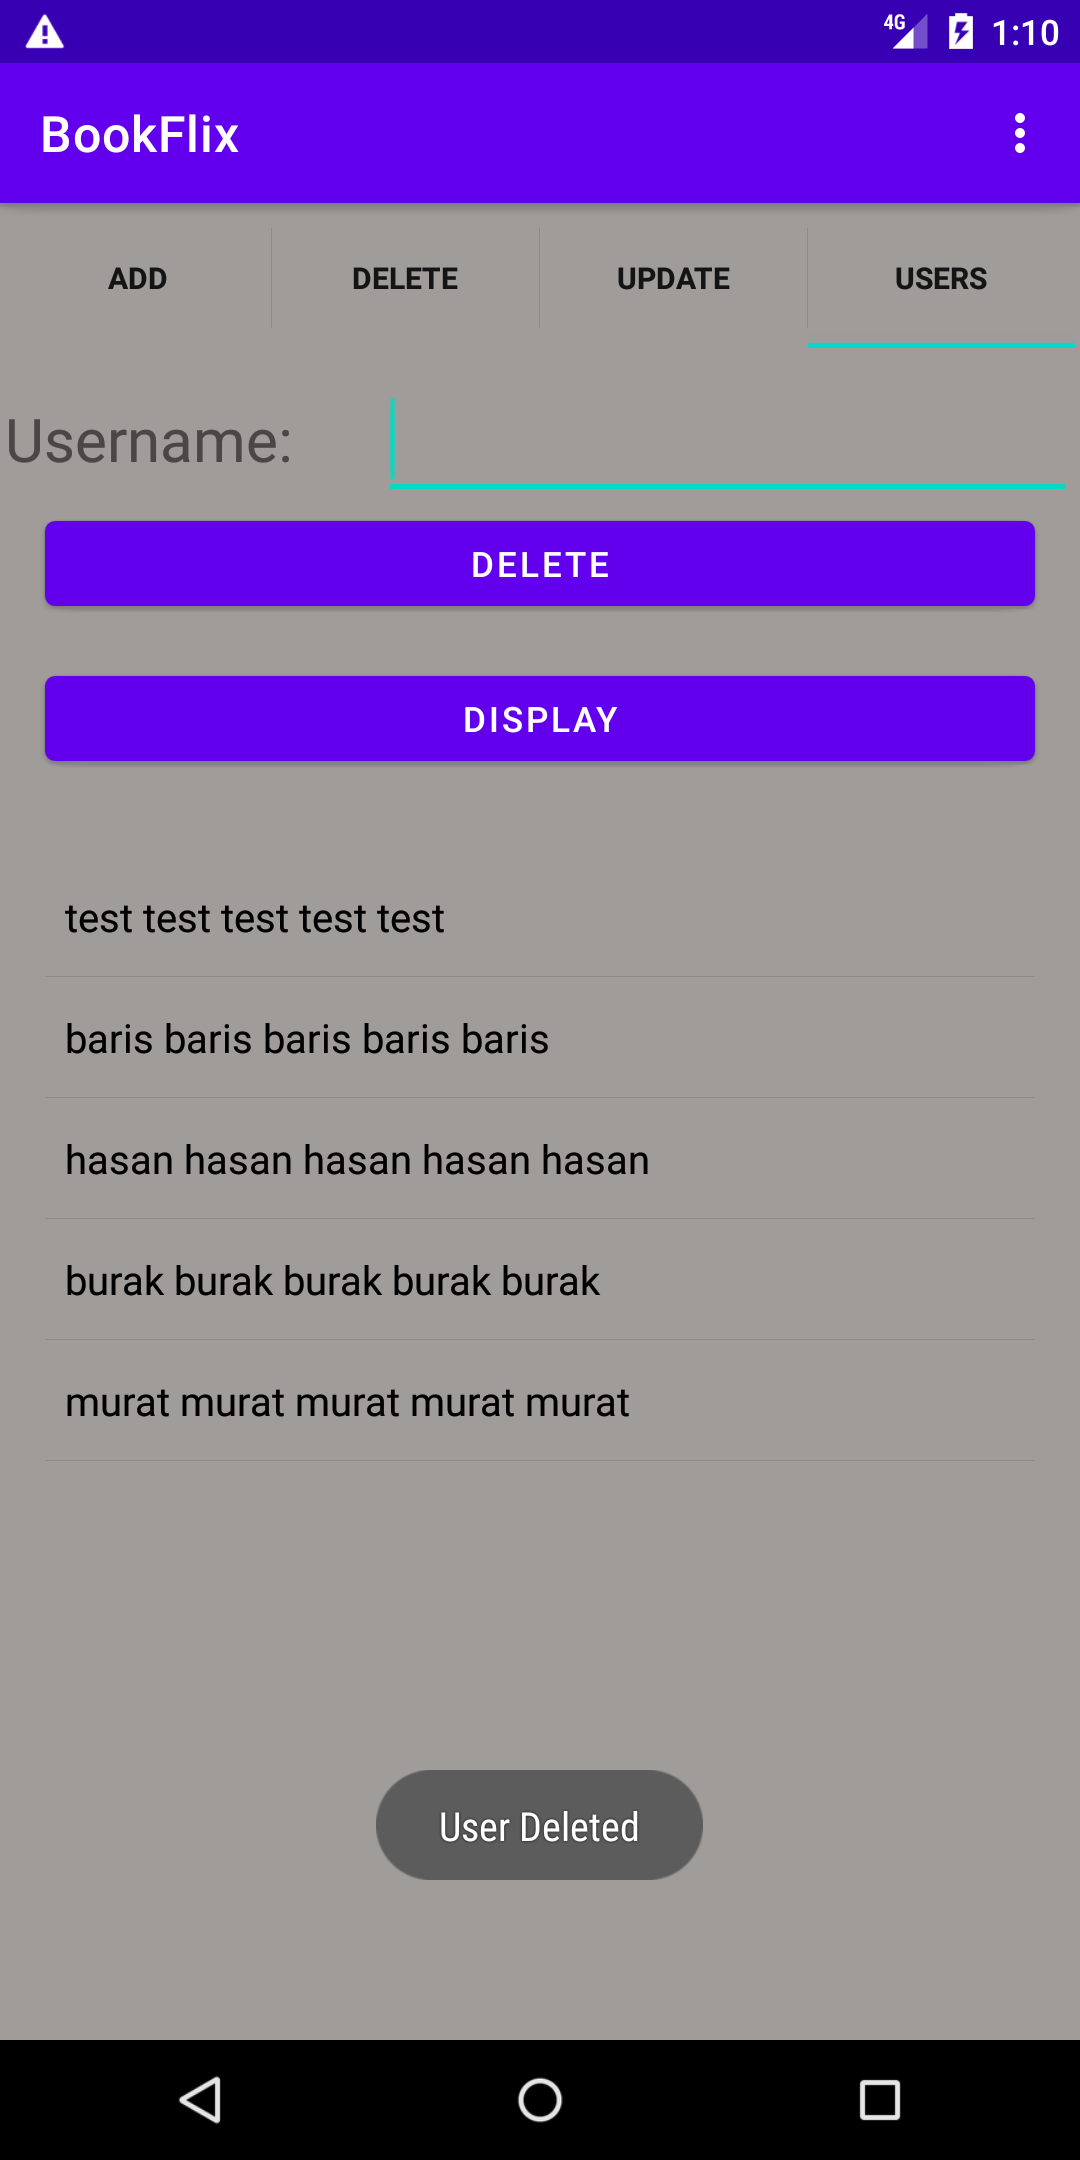 4G 1:10
BookFlix
ADD DELETE UPDATE USERS
Username:
DELETE
DISPLAY
test test test test test
baris baris baris baris baris
hasan hasan hasan hasan hasan
burak burak burak burak burak
murat murat murat murat murat
User Deleted